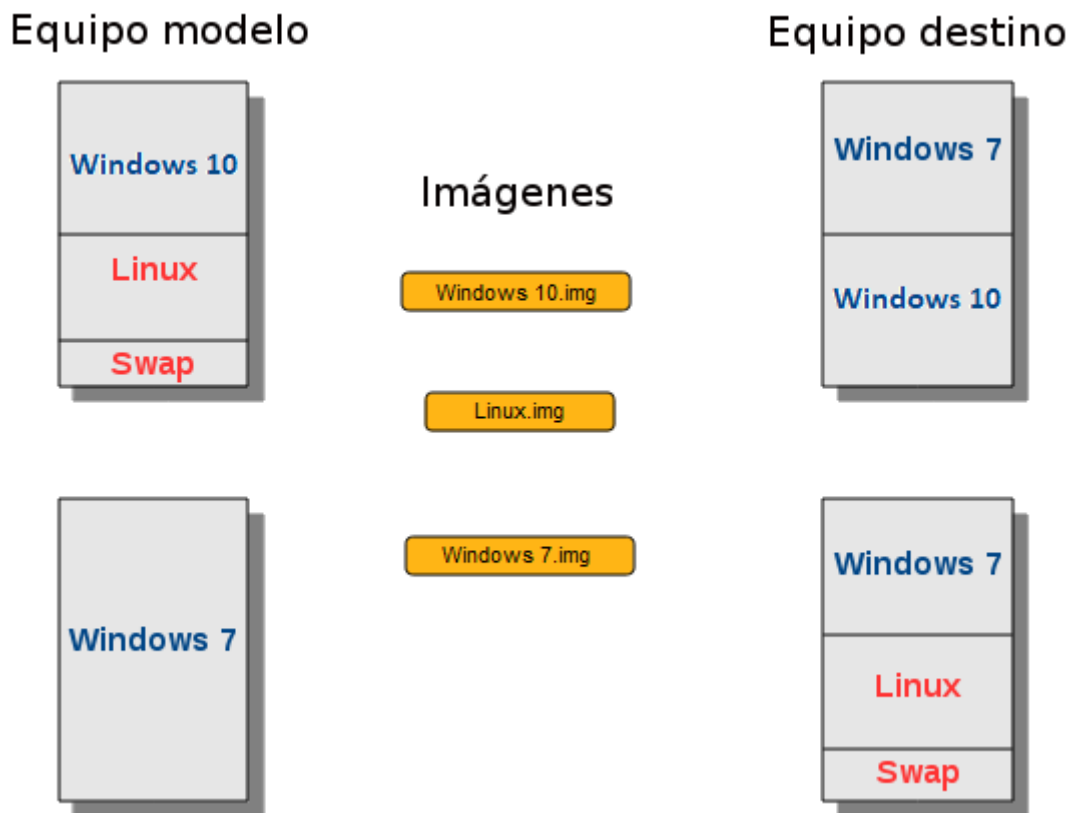 Equipo modelo
Windows 10
Linux
Swap
Windows 7
Imágenes
Windows 10.img
Linux.img
Windows 7.img
Equipo destino
Windows 7
Windows 10
Windows 7
Linux
Swap